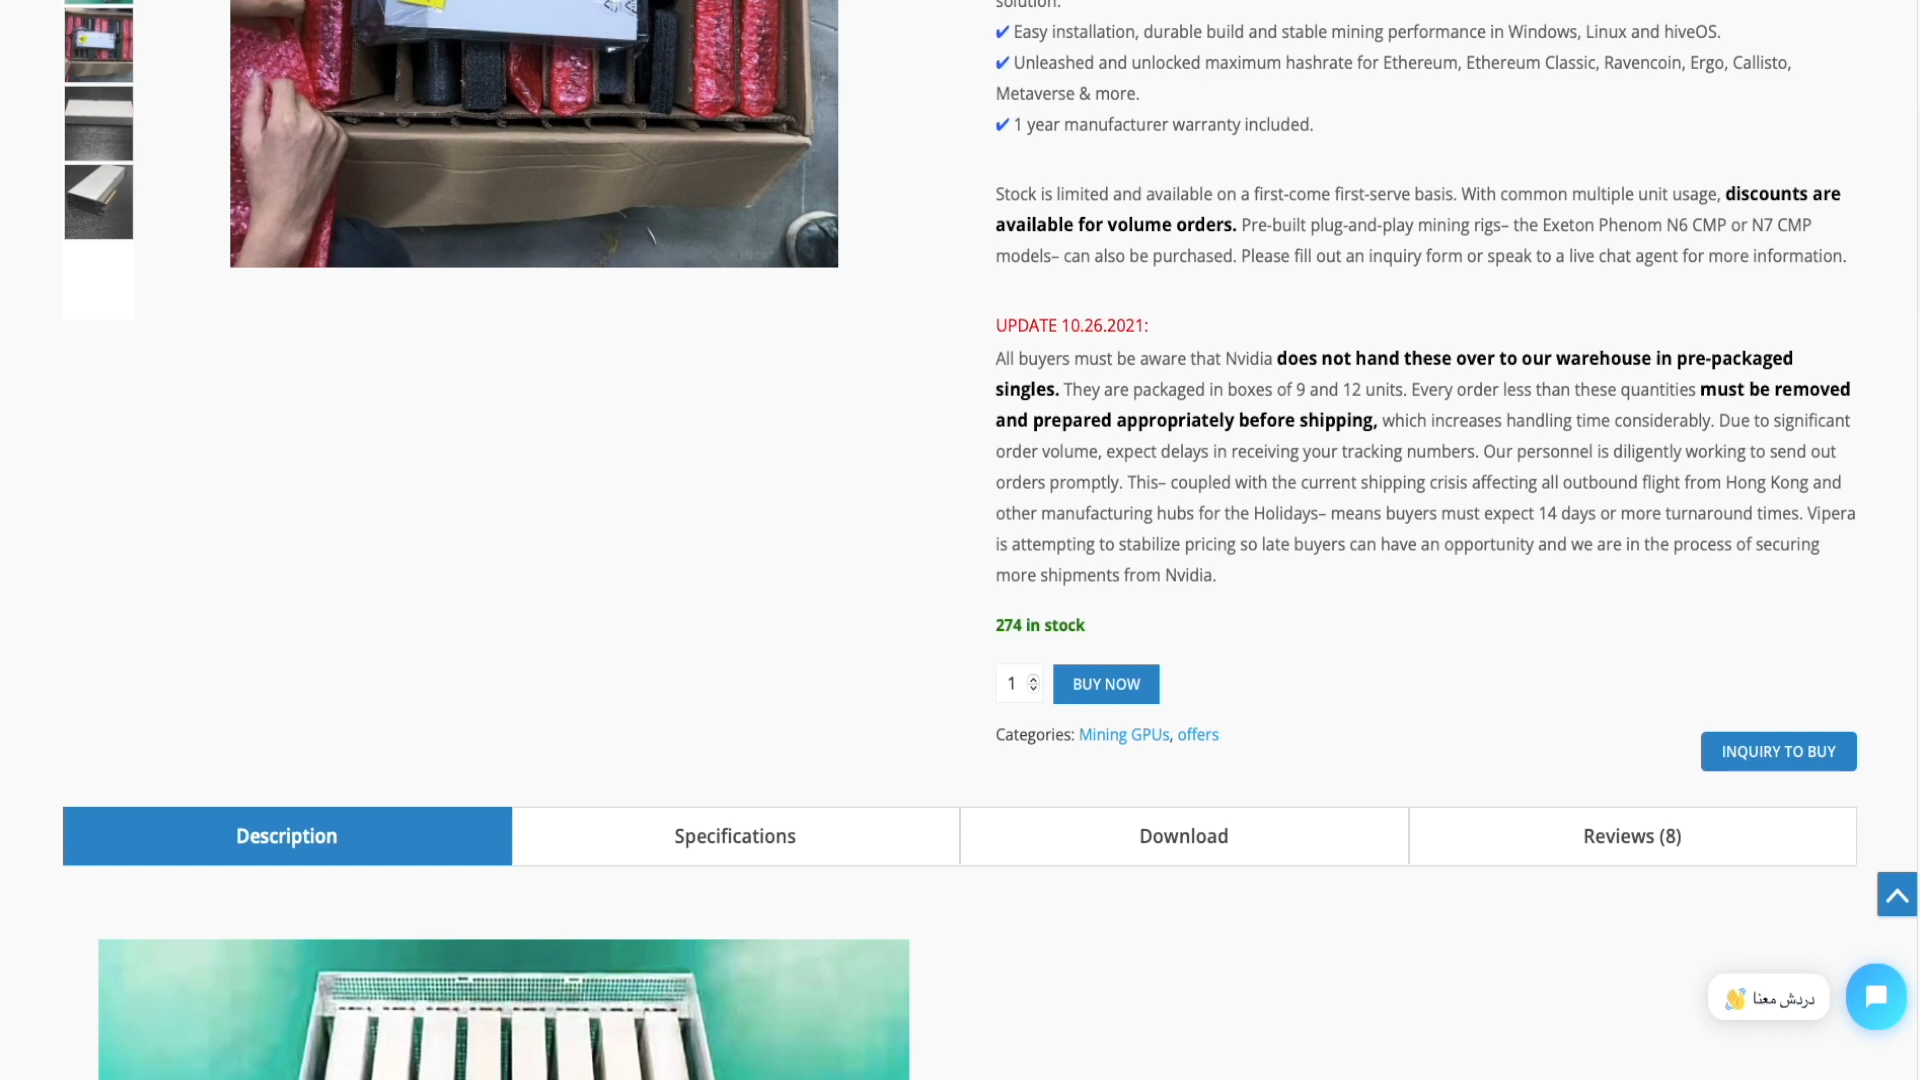 solution.
✔ Easy installation, durable build and stable mining performance in Windows, Linux and hiveOS.
✔ Unleashed and unlocked maximum hashrate for Ethereum, Ethereum Classic, Ravencoin, Ergo, Callisto,
Metaverse & more.
✔ 1 year manufacturer warranty included.
Stock is limited and available on a first-come first-serve basis. With common multiple unit usage, discounts are
available for volume orders. Pre-built plug-and-play mining rigs– the Exeton Phenom N6 CMP or N7 CMP
models– can also be purchased. Please fill out an inquiry form or speak to a live chat agent for more information.
UPDATE 10.26.2021:
All buyers must be aware that Nvidia does not hand these over to our warehouse in pre-packaged
singles. They are packaged in boxes of 9 and 12 units. Every order less than these quantities must be removed
and prepared appropriately before shipping, which increases handling time considerably. Due to significant
order volume, expect delays in receiving your tracking numbers. Our personnel is diligently working to send out
orders promptly. This– coupled with the current shipping crisis affecting all outbound flight from Hong Kong and
other manufacturing hubs for the Holidays– means buyers must expect 14 days or more turnaround times. Vipera
is attempting to stabilize pricing so late buyers can have an opportunity and we are in the process of securing
more shipments from Nvidia.
274 in stock
1 BUY NOW
Categories: Mining GPUs, offers
INQUIRY TO BUY
Description Specifications Download Reviews (8)
دردش معنا 👋